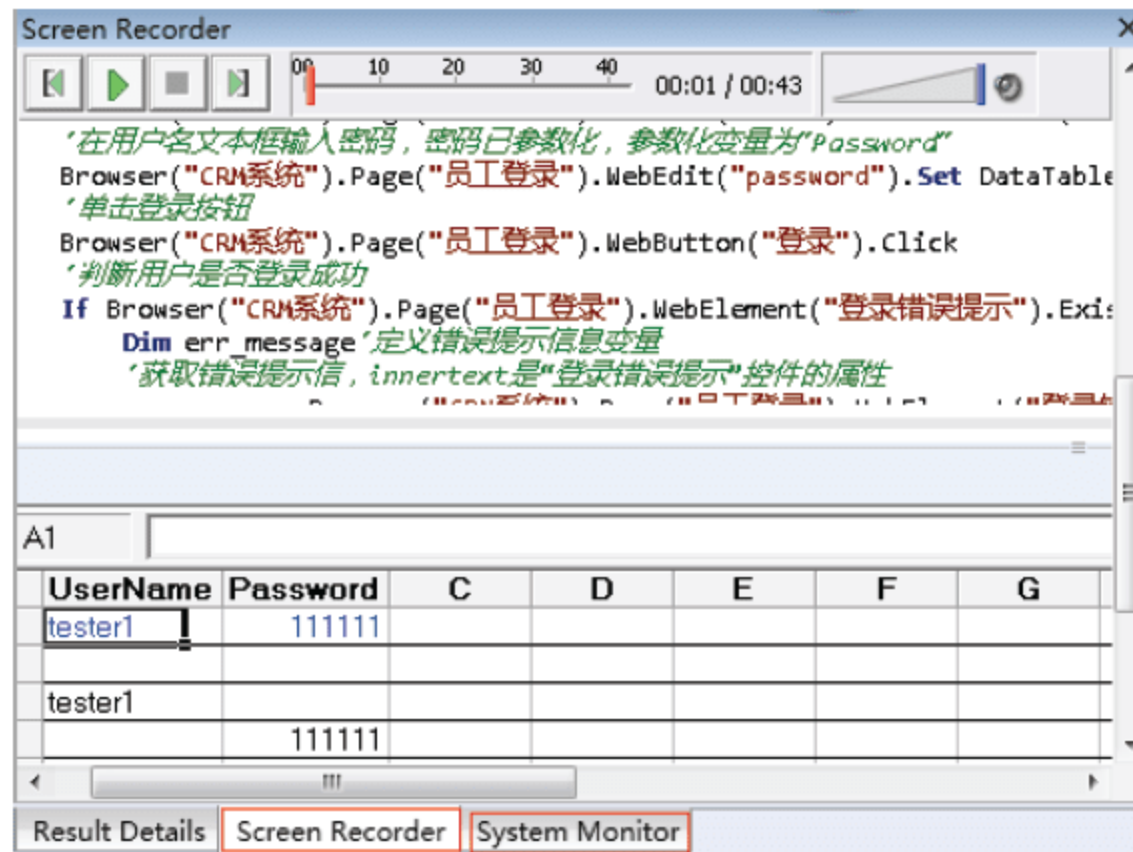 Screen Recorder
00 10 20 30 40 00:01 / 00:43
'在用户名文本框输入密码，密码已参数化，参数化变量为"Password"
Browser("CRM系统").Page("员工登录").WebEdit("password").Set DataTable
'单击登录按钮
Browser("CRM系统").Page("员工登录").WebButton("登录").Click
'判断用户是否登录成功
If Browser("CRM系统").Page("员工登录").WebElement("登录错误提示").Exis
Dim err_message'定义错误提示信息变量
'获取错误提示信，innertext是"登录错误提示"控件的属性
A1
UserName Password C D E F G
tester1 111111
tester1
111111
Result Details Screen Recorder System Monitor